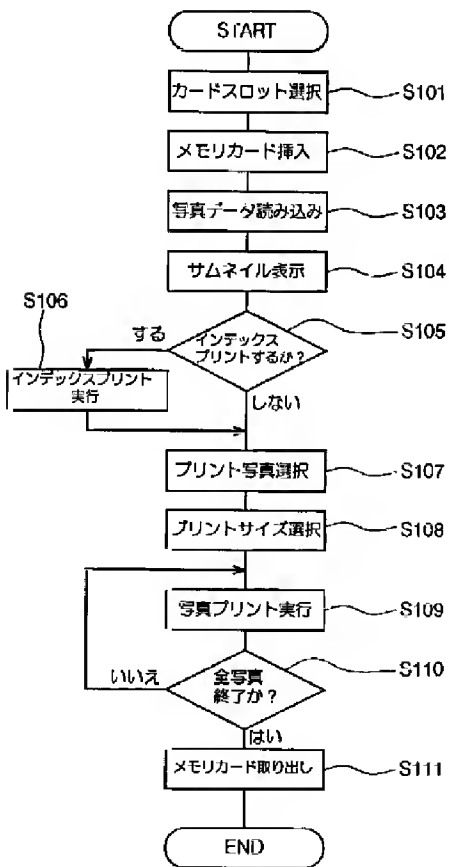 START
カードスロット選択
S101
メモリカード挿入
S102
写真データ読み込み
S103
サムネイル表示
S104
S106
する
インデックス
プリントするか?
S105
インデックスプリント
実行
しない
プリント写真選択
S107
プリントサイズ選択
S108
写真プリント実行
S109
いいえ
全写真
終了か?
S110
はい
メモリカード取り出し
S111
END